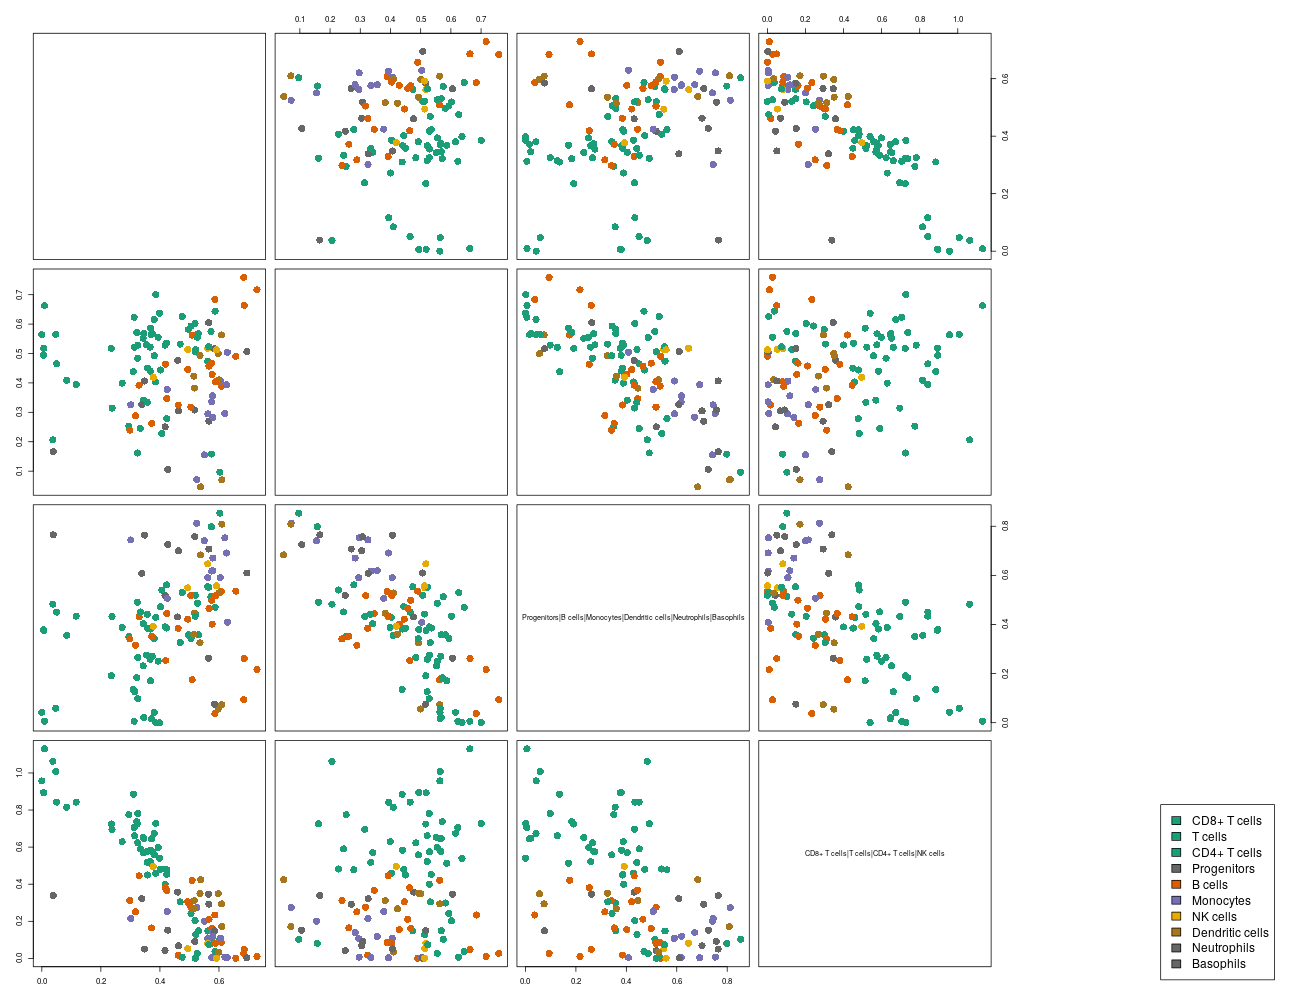 0.1 0.2 0.3 0.4 0.5 0.6 0.7
0.0 0.2 0.4 0.6 0.8 1.0
0.0 0.2 0.4 0.6
0.1 0.2 0.3 0.4 0.5 0.6 0.7
Progenitors|B cells|Monocytes|Dendritic cells|Neutrophils|Basophils
0.0 0.2 0.4 0.6 0.8
0.0 0.2 0.4 0.6 0.8 1.0
CD8+ T cells|T cells|CD4+ T cells|NK cells
0.0 0.2 0.4 0.6
0.0 0.2 0.4 0.6 0.8
CD8+ T cells
T cells
CD4+ T cells
Progenitors
B cells
Monocytes
NK cells
Dendritic cells
Neutrophils
Basophils